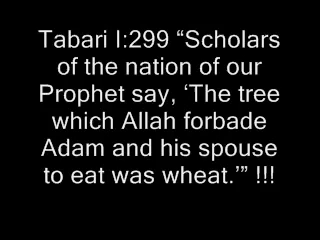 Tabari I:299 “Scholars
of the nation of our
Prophet say, ‘The tree
which Allah forbade
Adam and his spouse
to eat was wheat.’” !!!